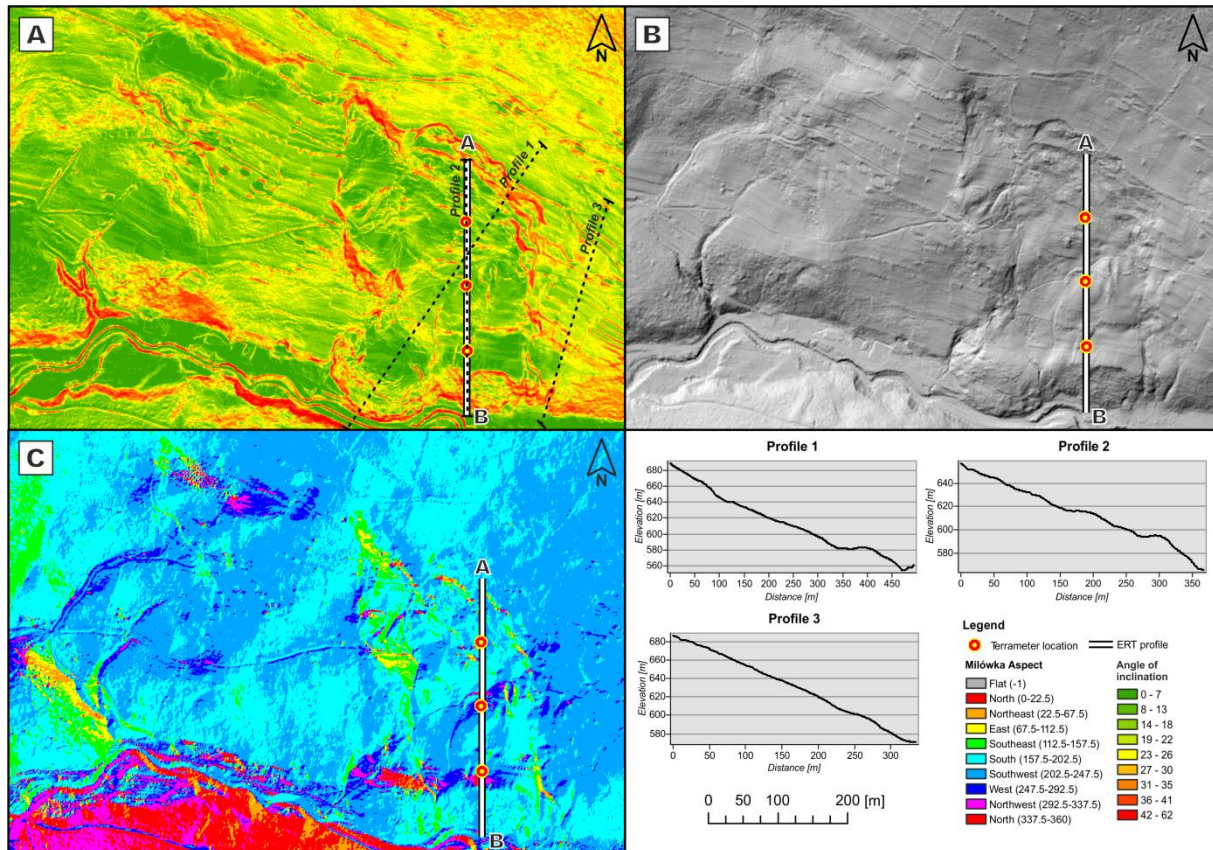 A
N
A
Profile 2
Profile 1
Profile 3
B
B
N
A
B
C
N
A
B
Profile 1
Elevation [m]
680
660
640
620
600
580
560
0 50 100 150 200 250 300 350 400 450
Distance [m]
Profile 2
Elevation [m]
640
620
600
580
0 50 100 150 200 250 300 350
Distance [m]
Profile 3
Elevation [m]
680
660
640
620
600
580
0 50 100 150 200 250 300
Distance [m]
0 50 100 200 [m]
Legend
Terrameter location
ERT profile
Milówka Aspect
Flat (-1)
North (0-22.5)
Northeast (22.5-67.5)
East (67.5-112.5)
Southeast (112.5-157.5)
South (157.5-202.5)
Southwest (202.5-247.5)
West (247.5-292.5)
Northwest (292.5-337.5)
North (337.5-360)
Angle of
inclination
0 - 7
8 - 13
14 - 18
19 - 22
23 - 26
27 - 30
31 - 35
36 - 41
42 - 62